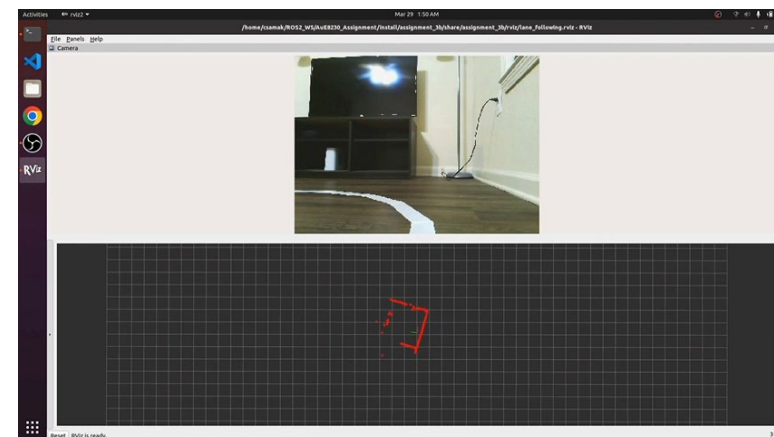 Activities
rviz2
Mar 29 1:50 AM
/home/csamak/ROS2_WS/AuE8230_Assignment/install/assignment_3b/share/assignment_3b/rviz/lane_following.rviz - RViz
File Panels Help
Camera
RViz
Reset RViz is ready.